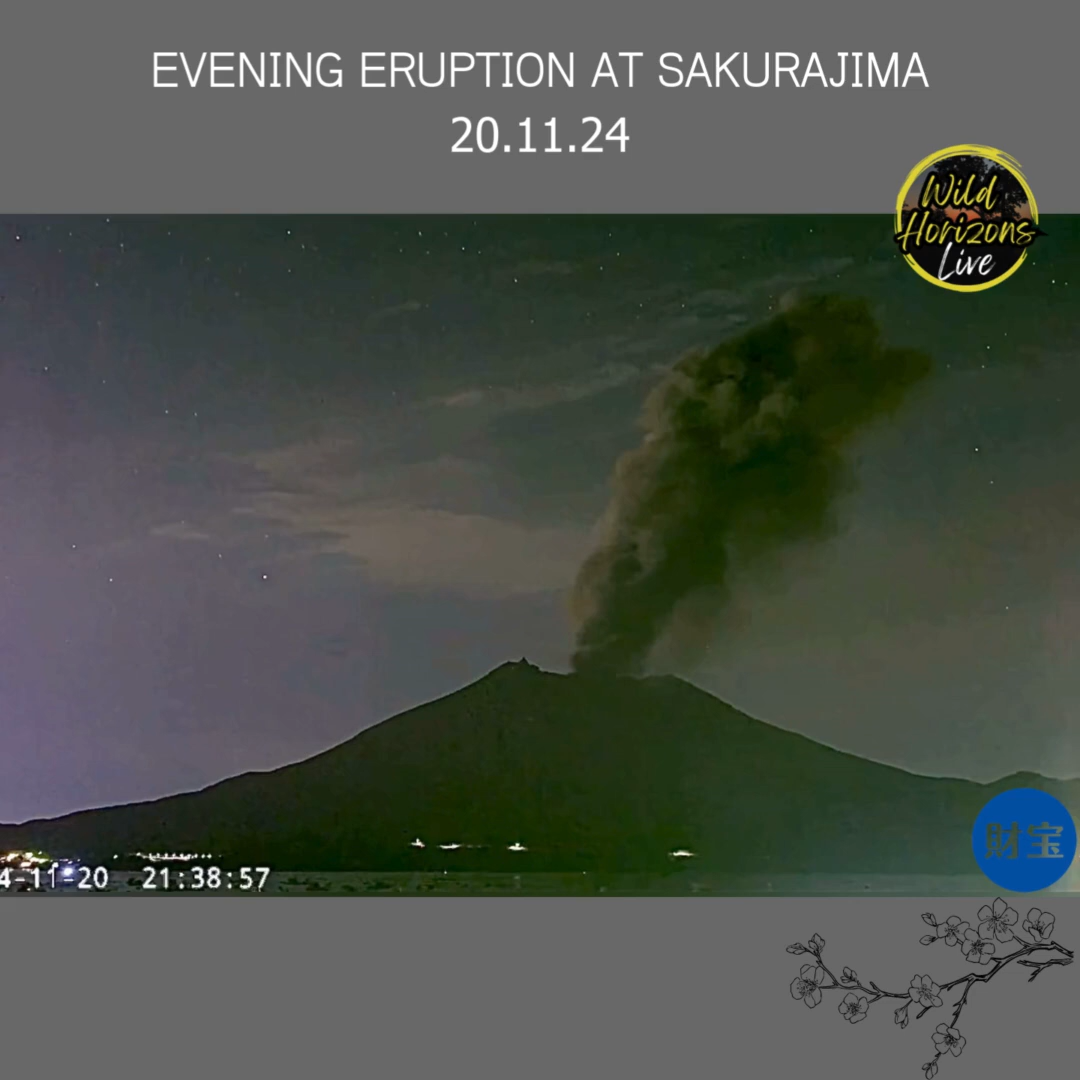 EVENING ERUPTION AT SAKURAJIMA
20.11.24
Wild
Horizons
Live
財宝
4-11-20 21:38:57